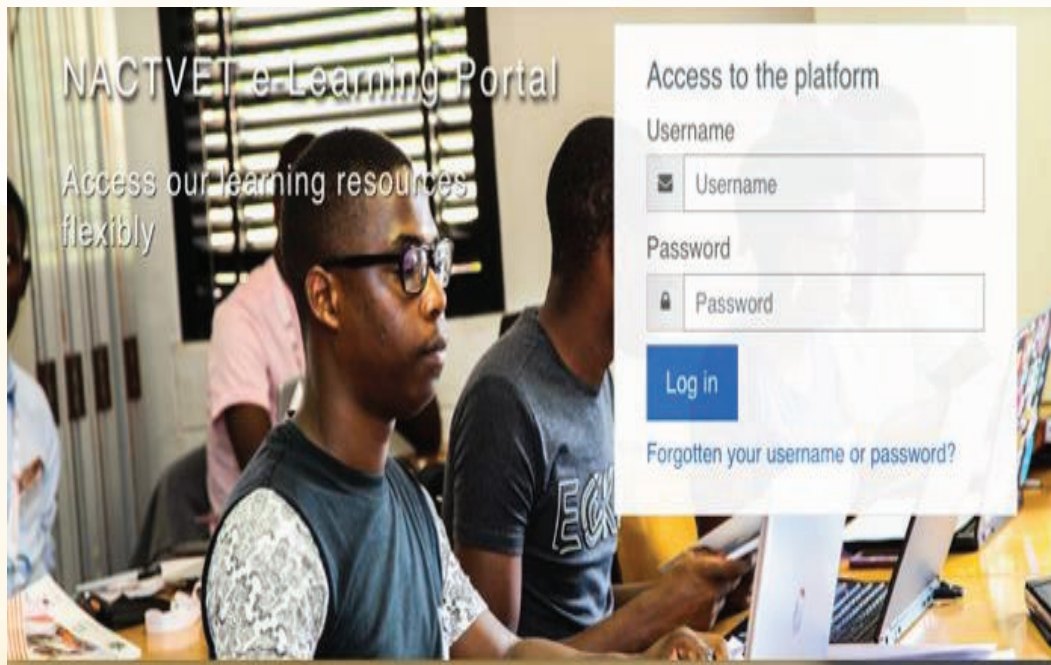 NACTVET e-Learning Portal
Access our learning resources
flexibly
Access to the platform
Username
Username
Password
Password
Log in
Forgotten your username or password?